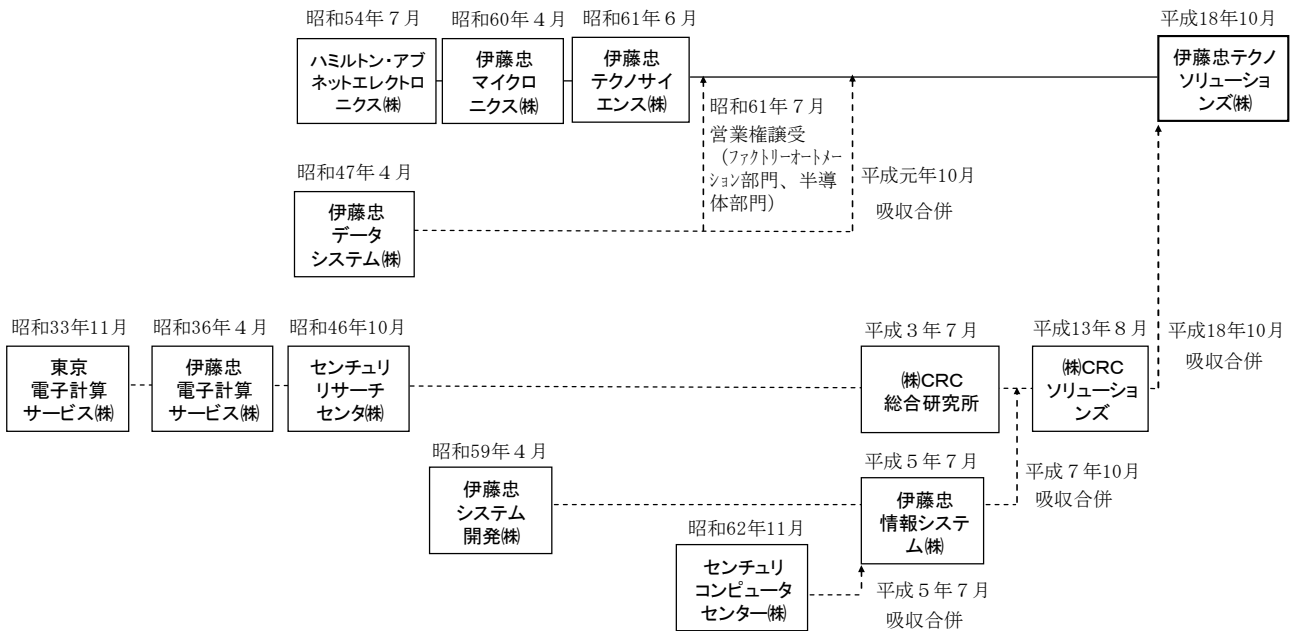 昭和54年７月
ハミルトン・アブ
ネットエレクトロ
ニクス㈱
昭和60年４月
伊藤忠
マイクロ
ニクス㈱
昭和61年６月
伊藤忠
テクノサイ
エンス㈱
平成18年10月
伊藤忠テクノ
ソリューショ
ンズ㈱
昭和61年７月
営業権譲受
（ﾌｧｸﾄﾘｰｵｰﾄﾒｰ
ｼｮﾝ部門、半導
体部門）
平成元年10月
吸収合併
昭和47年４月
伊藤忠
データ
システム㈱
昭和33年11月
東京
電子計算
サービス㈱
昭和36年４月
伊藤忠
電子計算
サービス㈱
昭和46年10月
センチュリ
リサーチ
センタ㈱
平成３年７月
㈱CRC
総合研究所
平成13年８月
㈱CRC
ソリューショ
ンズ
平成18年10月
吸収合併
昭和59年４月
伊藤忠
システム
開発㈱
平成５年７月
伊藤忠
情報システ
ム㈱
平成７年10月
吸収合併
昭和62年11月
センチュリ
コンピュータ
センター㈱
平成５年７月
吸収合併